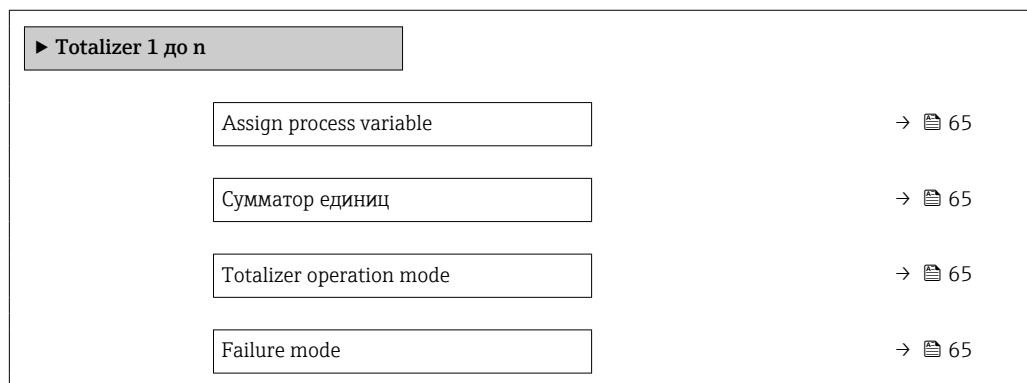 ▶ Totalizer 1 до n
Assign process variable → 65
Сумматор единиц → 65
Totalizer operation mode → 65
Failure mode → 65